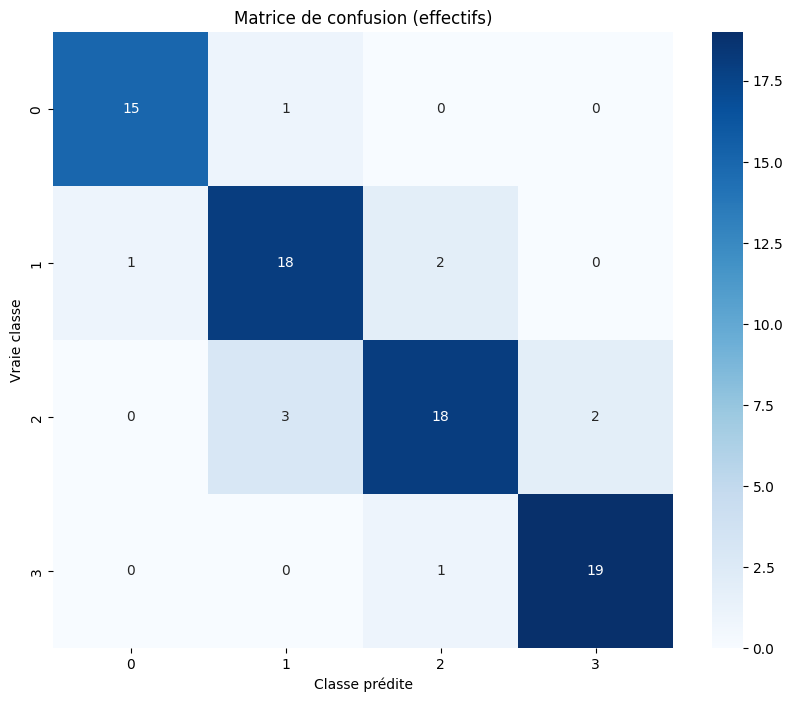 Matrice de confusion (effectifs)
0 15 1 0 0
1 1 18 2 0
2 0 3 18 2
3 0 0 1 19
0 1 2 3
Vraie classe
Classe prédite
17.5
15.0
12.5
10.0
7.5
5.0
2.5
0.0